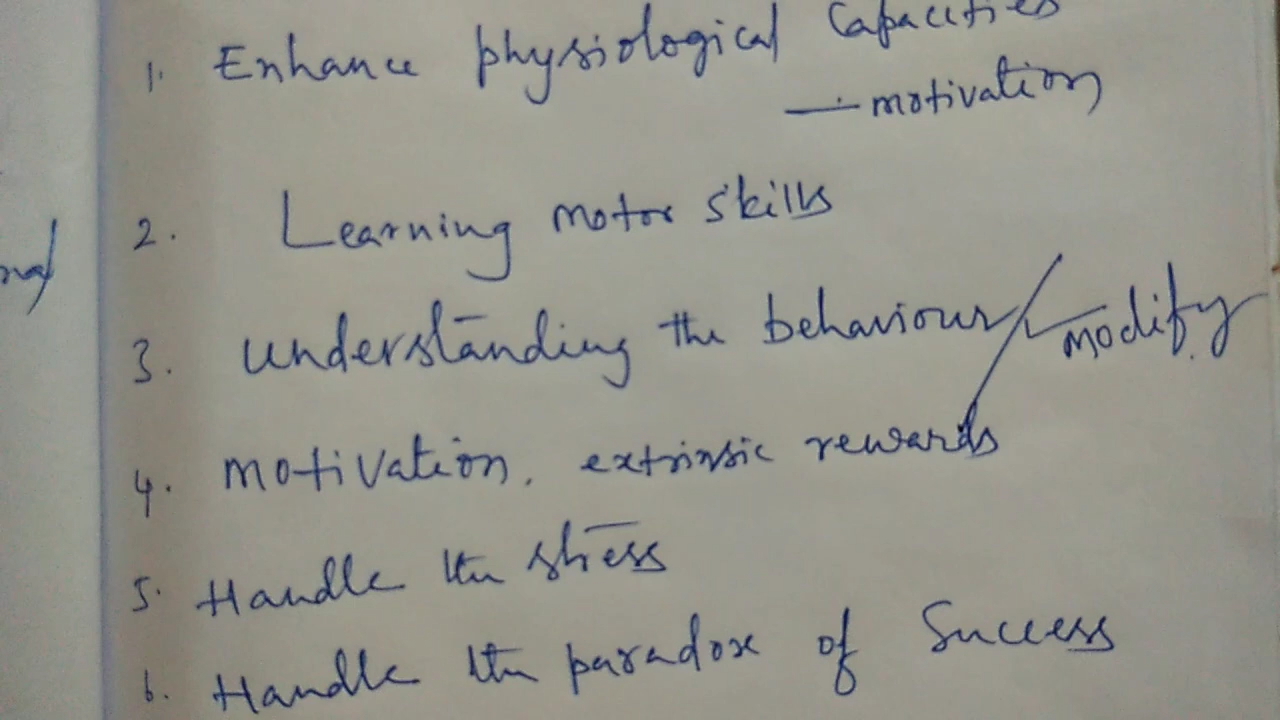 1. Enhance physiological Capacities
— motivation
2. Learning motor skills
3. understanding the behaviour / modify
4. motivation, extrinsic rewards
5. Handle the stress
6. Handle the paradox of Success